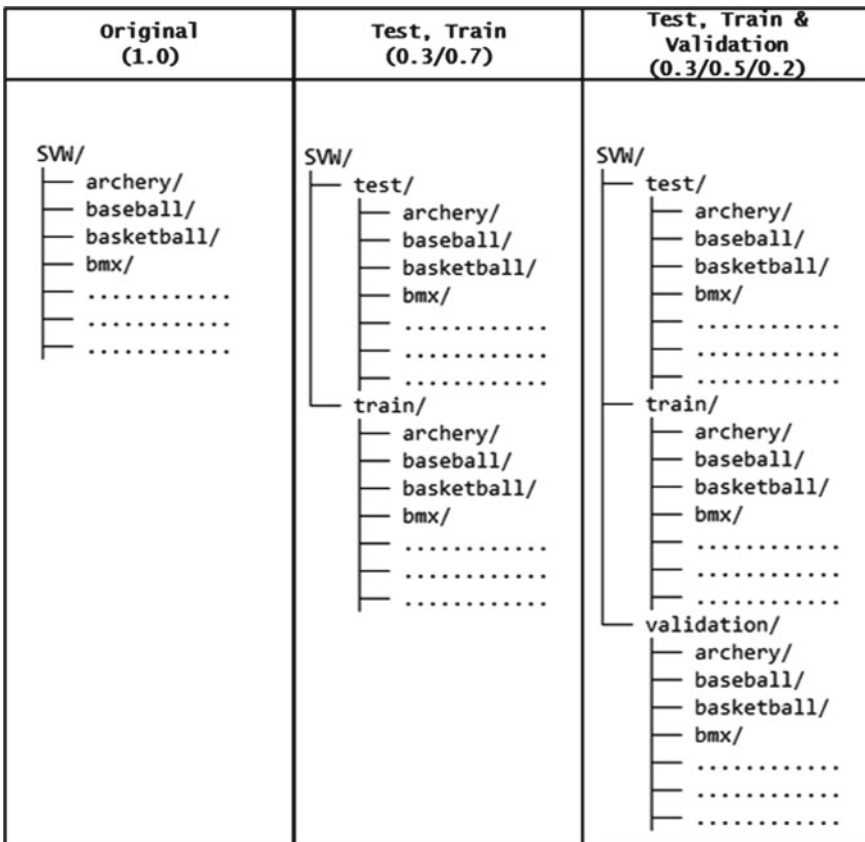 Original
(1.0)
Test, Train
(0.3/0.7)
Test, Train &
Validation
(0.3/0.5/0.2)
SVW/
archery/
baseball/
basketball/
bmx/
............
............
............
SVW/
test/
archery/
baseball/
basketball/
bmx/
............
............
............
train/
archery/
baseball/
basketball/
bmx/
............
............
............
SVW/
test/
archery/
baseball/
basketball/
bmx/
............
............
............
train/
archery/
baseball/
basketball/
bmx/
............
............
............
validation/
archery/
baseball/
basketball/
bmx/
............
............
............